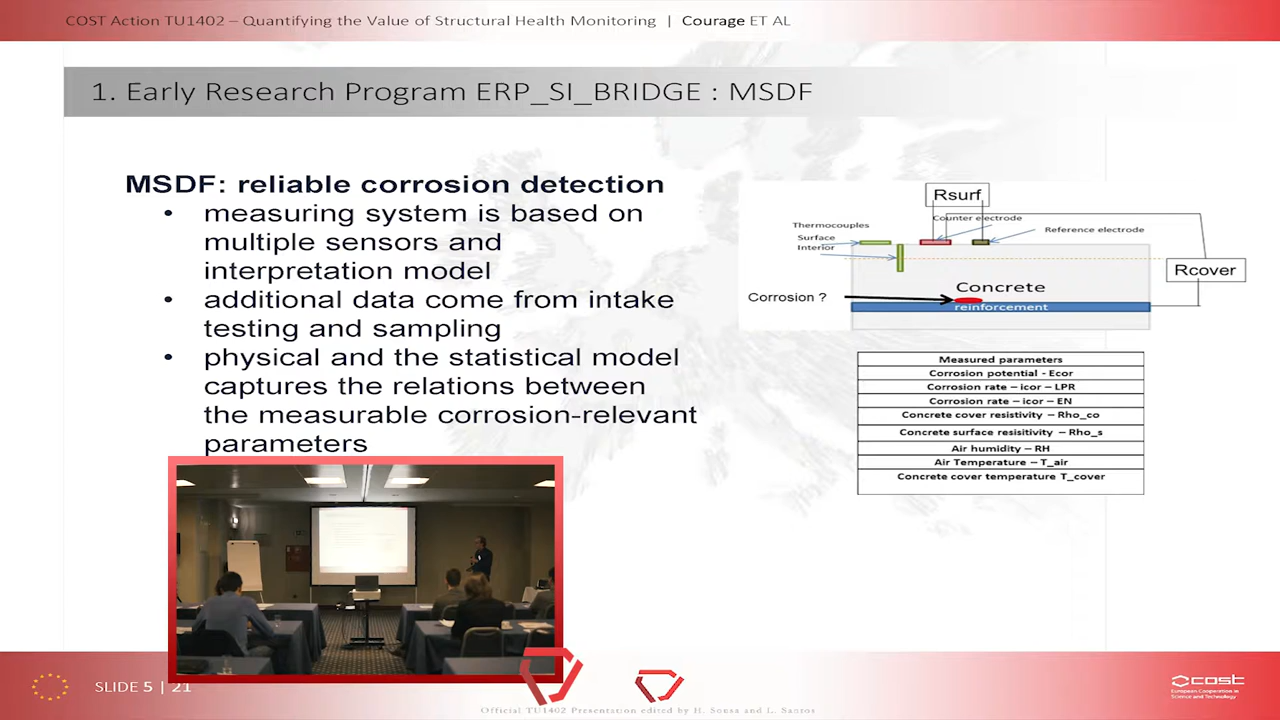 COST Action TU1402 – Quantifying the Value of Structural Health Monitoring | Courage ET AL
1. Early Research Program ERP_SI_BRIDGE : MSDF
MSDF: reliable corrosion detection
• measuring system is based on
multiple sensors and
interpretation model
• additional data come from intake
testing and sampling
• physical and the statistical model
captures the relations between
the measurable corrosion-relevant
parameters
Rsurf
Counter electrode
Thermocouples
Surface
Interior
Reference electrode
Rcover
Concrete
Corrosion ?
reinforcement
Measured parameters
Corrosion potential - Ecor
Corrosion rate – icor – LPR
Corrosion rate – icor – EN
Concrete cover resistivity – Rho_co
Concrete surface resisitivity – Rho_s
Air humidity – RH
Air Temperature – T_air
Concrete cover temperature T_cover
SLIDE 5 | 21
cost
European Cooperation in
Science and Technology
Official TU1402 Presentation edited by H. Sousa and L. Santos